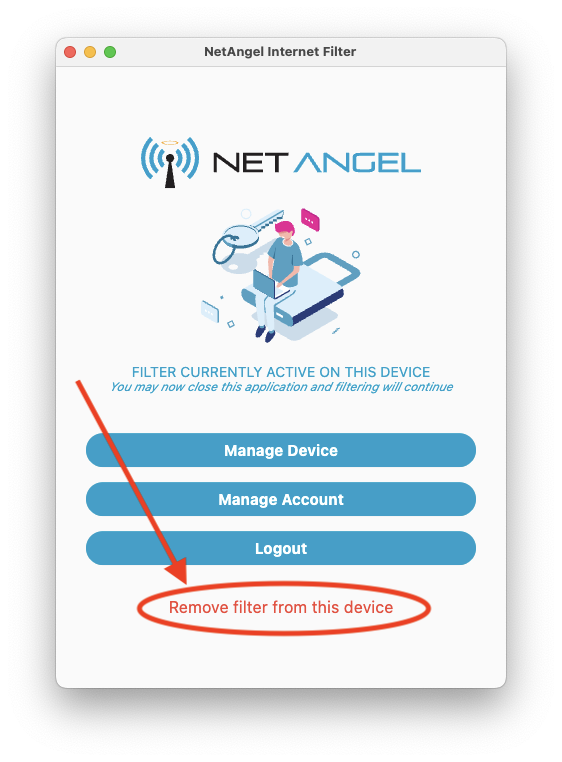 NetAngel Internet Filter
NET ANGEL
FILTER CURRENTLY ACTIVE ON THIS DEVICE
You may now close this application and filtering will continue
Manage Device
Manage Account
Logout
Remove filter from this device